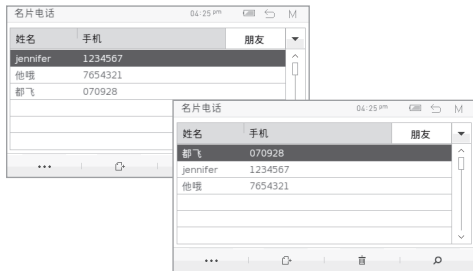 名片电话 04:25 pm M
姓名 手机 朋友
jennifer 1234567
他哦 7654321
都飞 070928
名片电话 04:25 pm M
姓名 手机 朋友
都飞 070928
jennifer 1234567
他哦 7654321